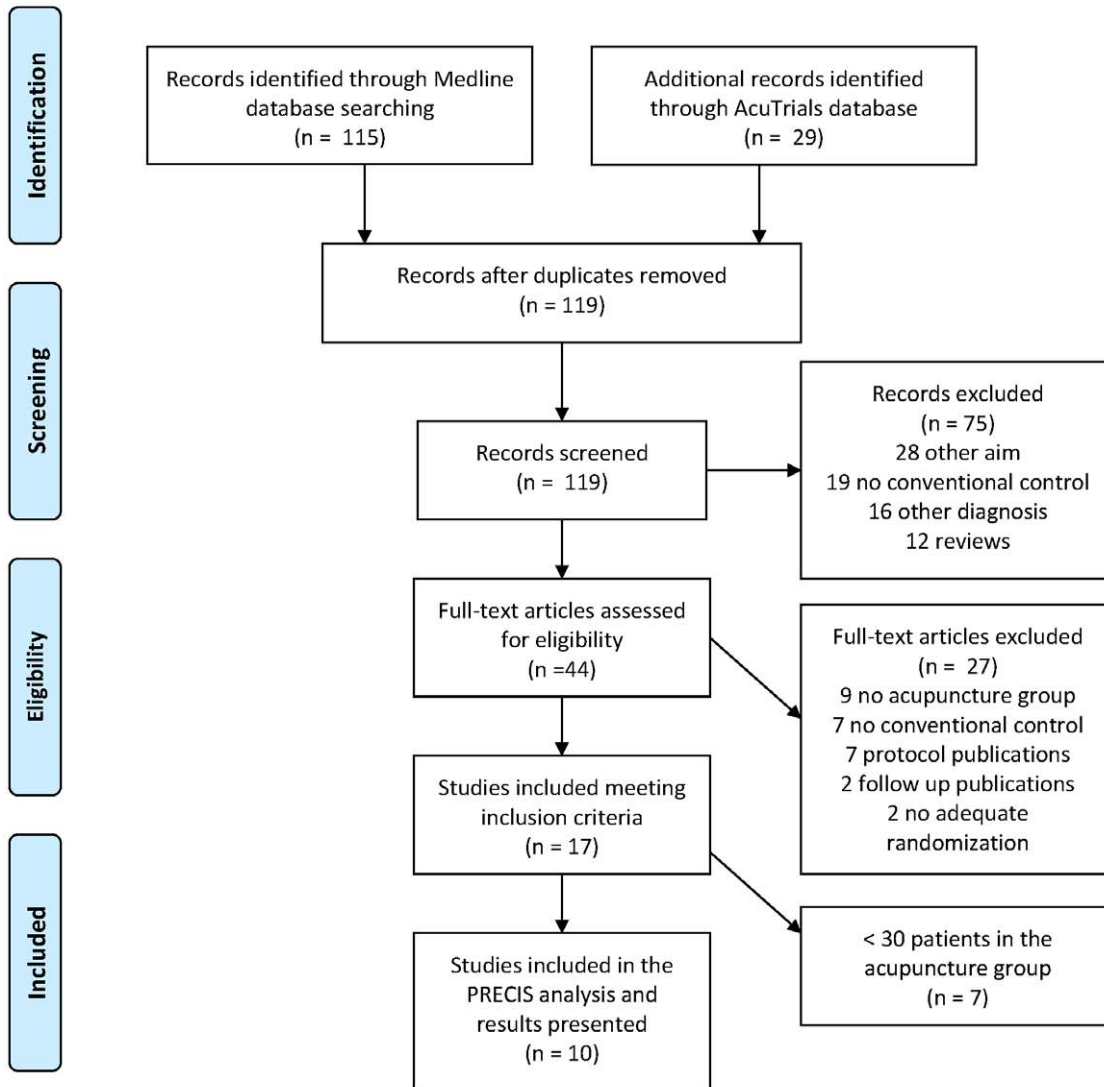 Identification
Records identified through Medline
database searching
(n = 115)
Additional records identified
through AcuTrials database
(n = 29)
Records after duplicates removed
(n = 119)
Screening
Records screened
(n = 119)
Records excluded
(n = 75)
28 other aim
19 no conventional control
16 other diagnosis
12 reviews
Eligibility
Full-text articles assessed
for eligibility
(n =44)
Full-text articles excluded
(n = 27)
9 no acupuncture group
7 no conventional control
7 protocol publications
2 follow up publications
2 no adequate
randomization
Studies included meeting
inclusion criteria
(n = 17)
Included
< 30 patients in the
acupuncture group
(n = 7)
Studies included in the
PRECIS analysis and
results presented
(n = 10)